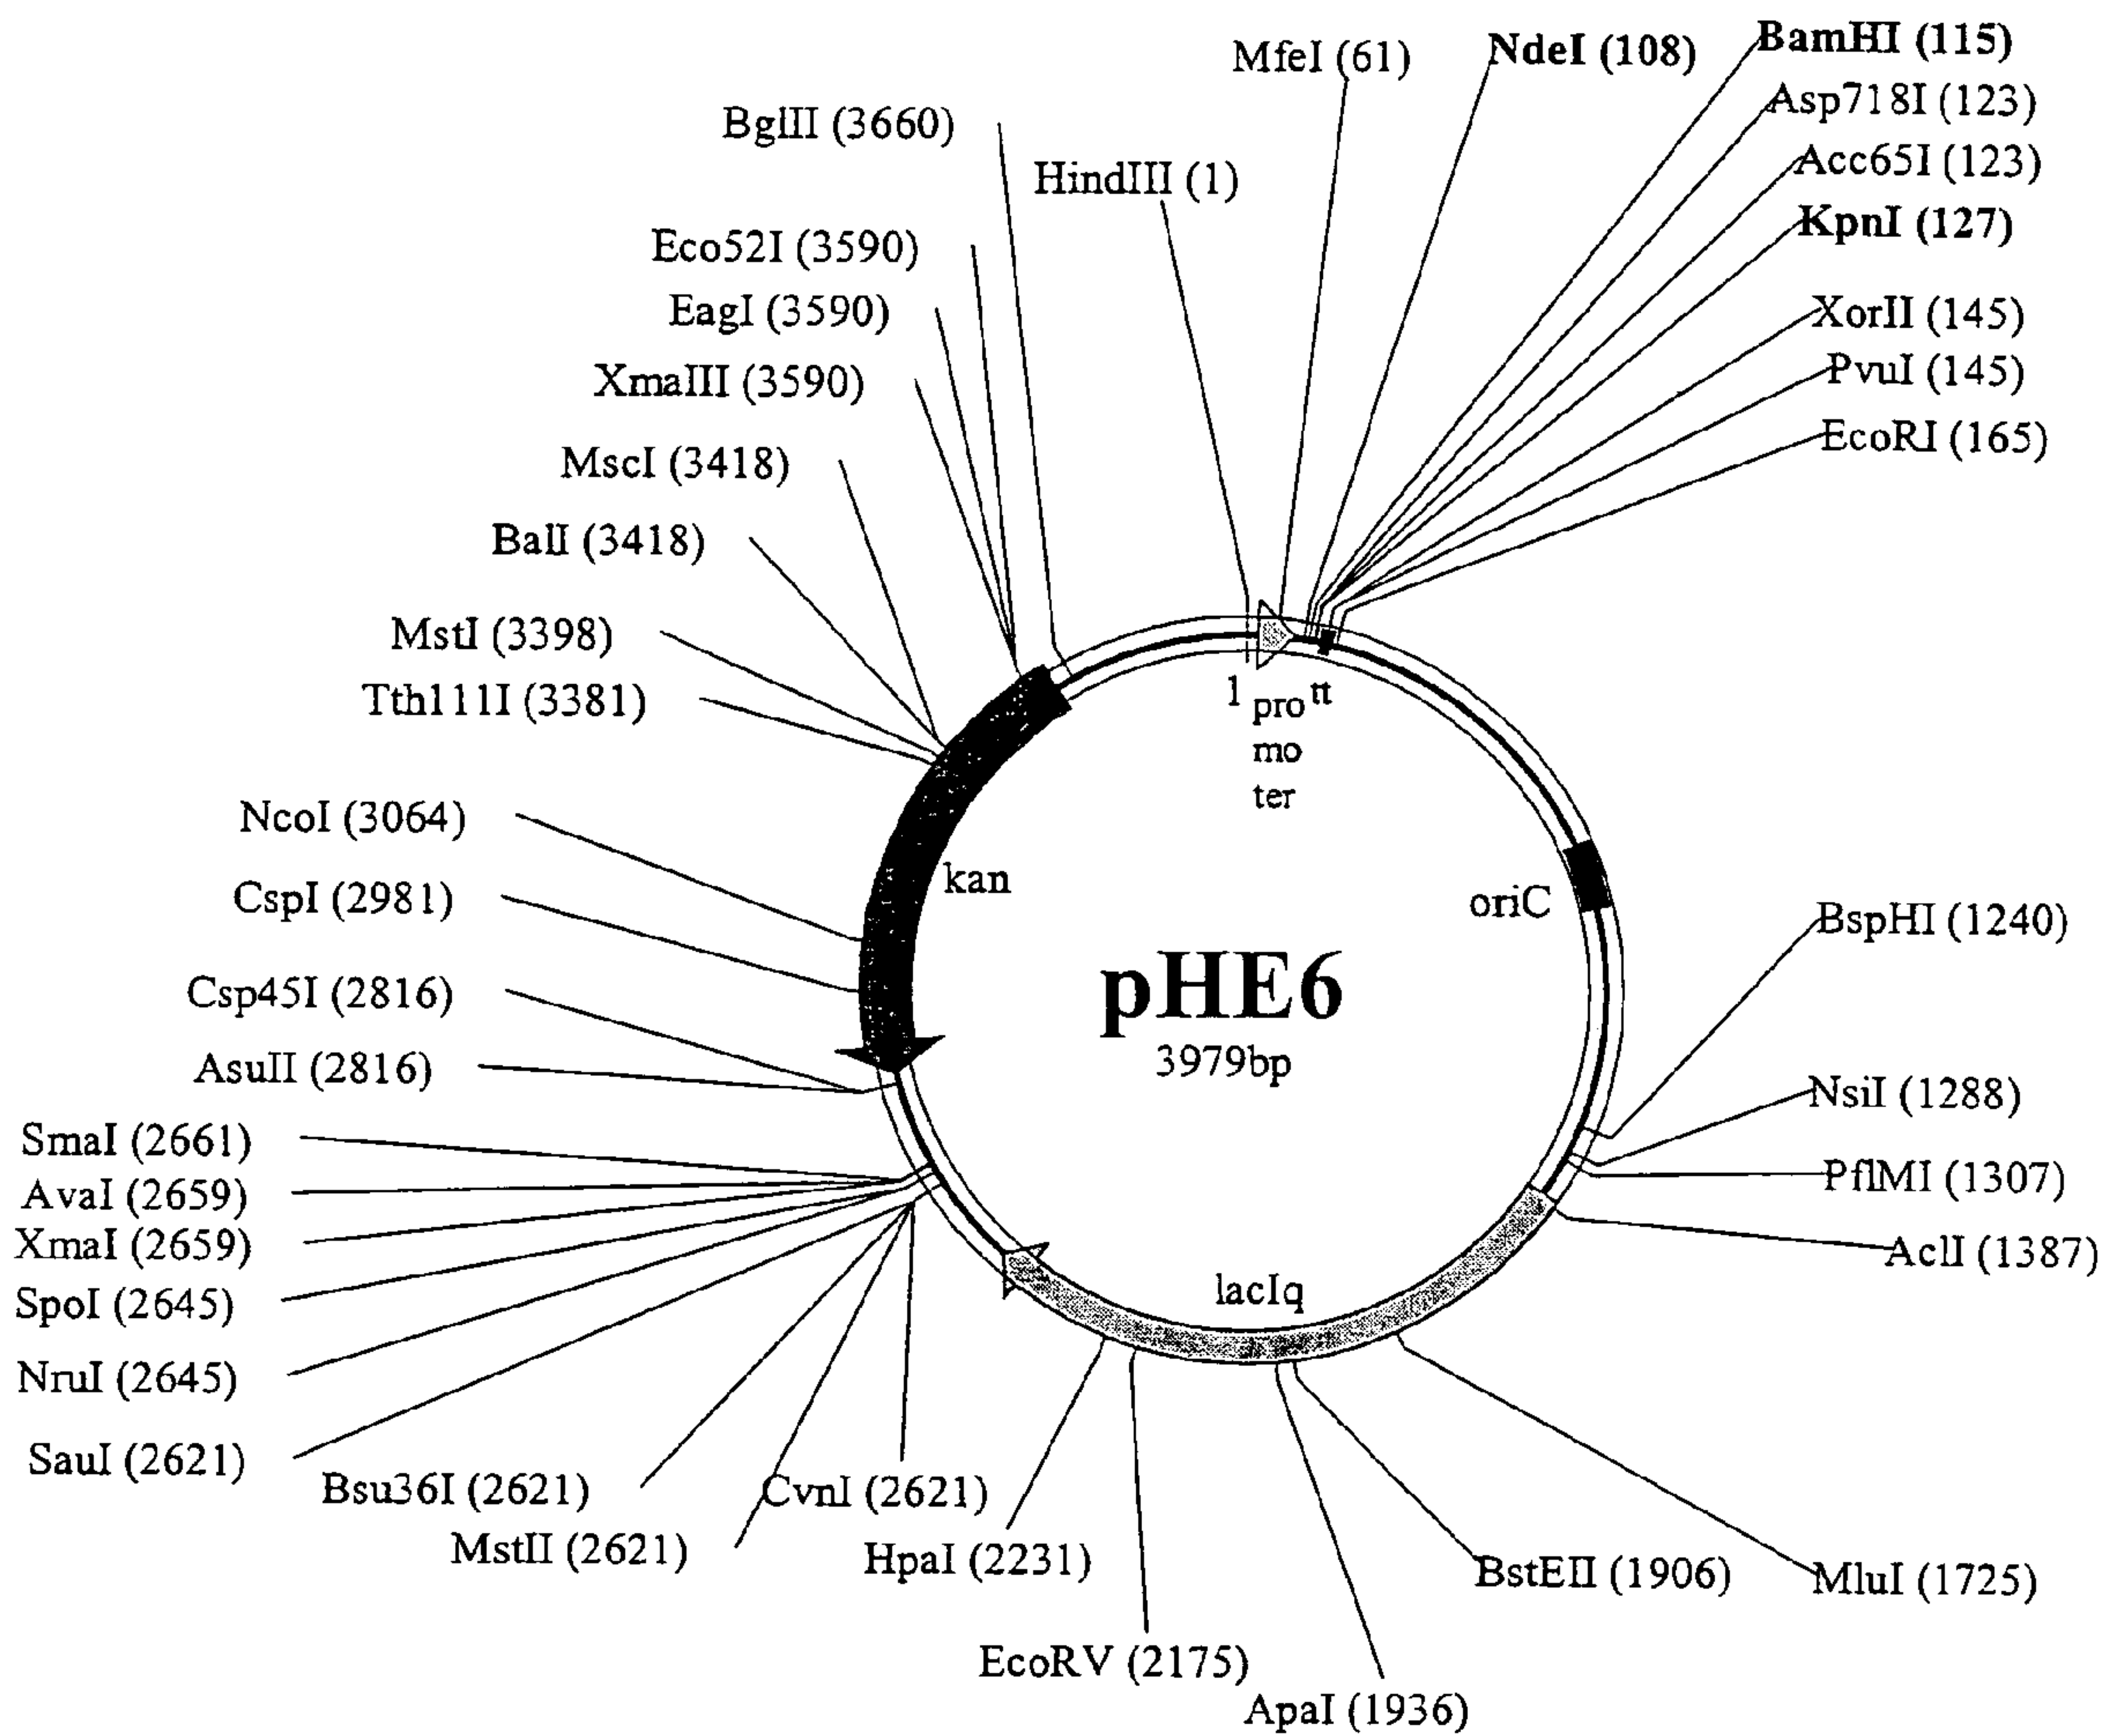 MfeI (61)
NdeI (108)
BamHI (115)
Asp718I (123)
Acc65I (123)
KpnI (127)
XorII (145)
PvuI (145)
EcoRI (165)
BglII (3660)
HindIII (1)
Eco52I (3590)
EagI (3590)
XmaIII (3590)
MscI (3418)
BalI (3418)
MstI (3398)
Tth111I (3381)
NcoI (3064)
CspI (2981)
Csp45I (2816)
AsuII (2816)
SmaI (2661)
AvaI (2659)
XmaI (2659)
SpoI (2645)
NruI (2645)
SauI (2621)
Bsu36I (2621)
MstII (2621)
CvnI (2621)
HpaI (2231)
EcoRV (2175)
ApaI (1936)
BstEII (1906)
MluI (1725)
AclI (1387)
PflMI (1307)
NsiI (1288)
BspHI (1240)
1
pro
mo
ter
tt
kan
oriC
pHE6
3979bp
lacIq